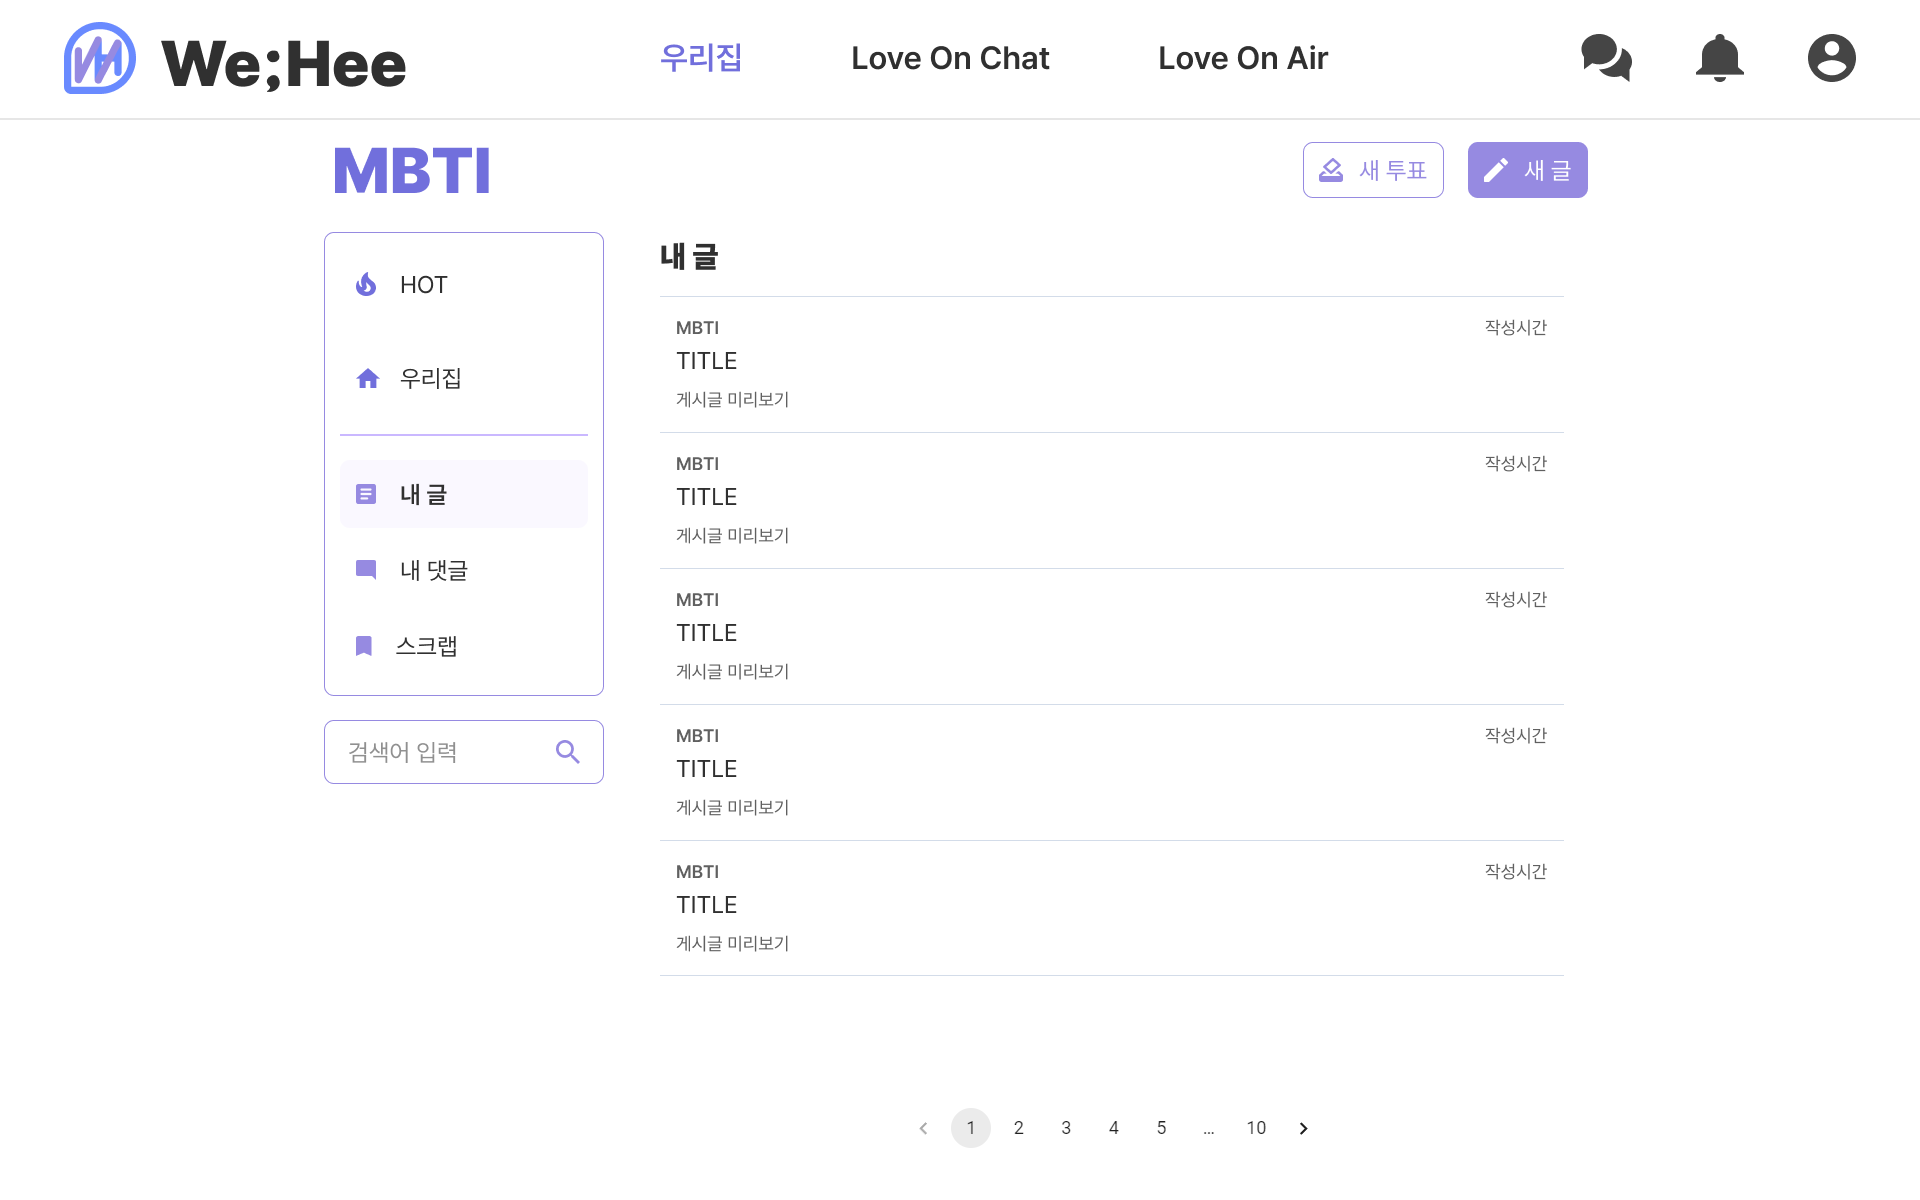 We;Hee
우리집
Love On Chat
Love On Air
MBTI
새 투표
새 글
HOT
우리집
내 글
내 댓글
스크랩
검색어 입력
내 글
MBTI
작성시간
TITLE
게시글 미리보기
MBTI
작성시간
TITLE
게시글 미리보기
MBTI
작성시간
TITLE
게시글 미리보기
MBTI
작성시간
TITLE
게시글 미리보기
MBTI
작성시간
TITLE
게시글 미리보기
1 2 3 4 5 ... 10